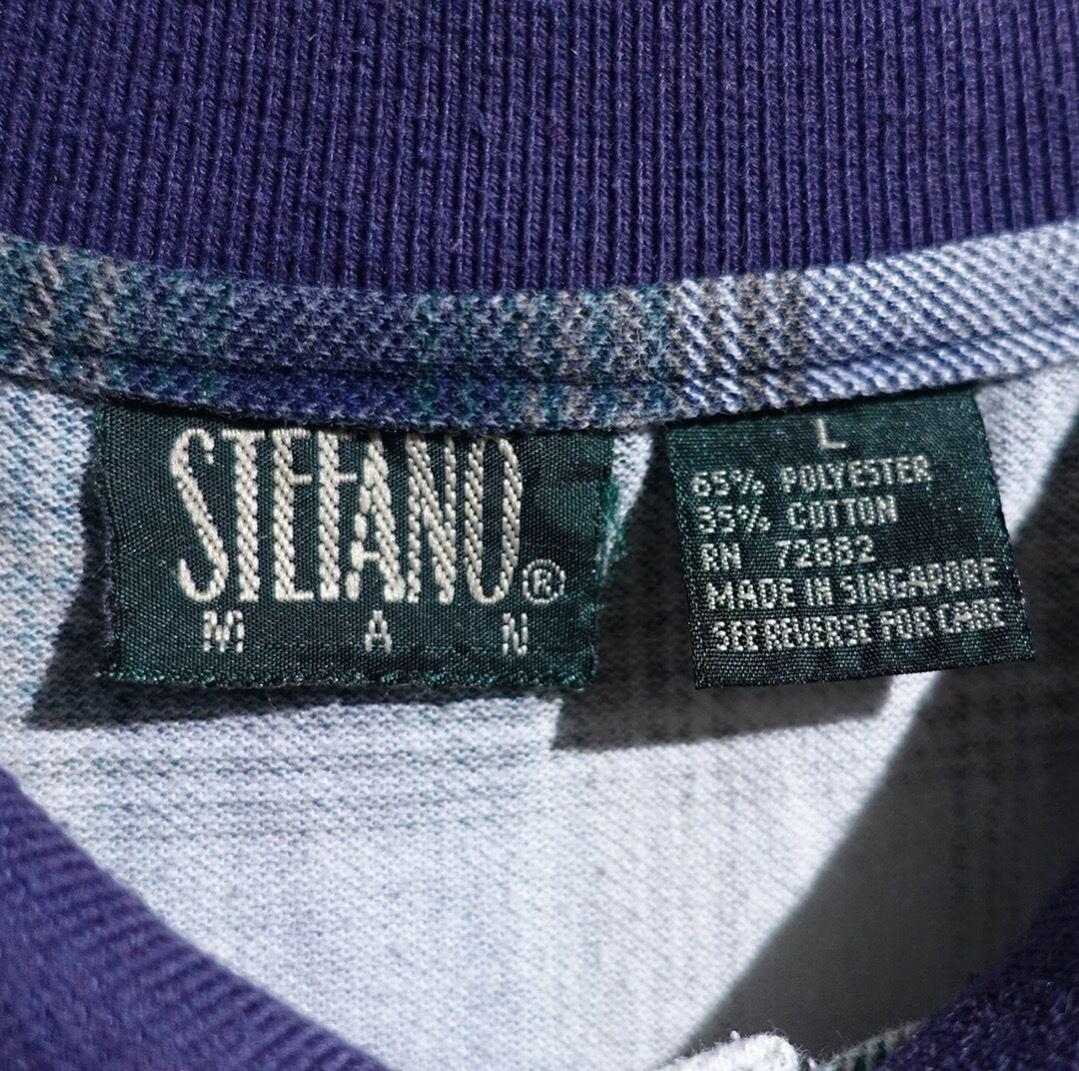 STEFANO®
MAN
L
65% POLYESTER
35% COTTON
RN 72882
MADE IN SINGAPORE
SEE REVERSE FOR CARE